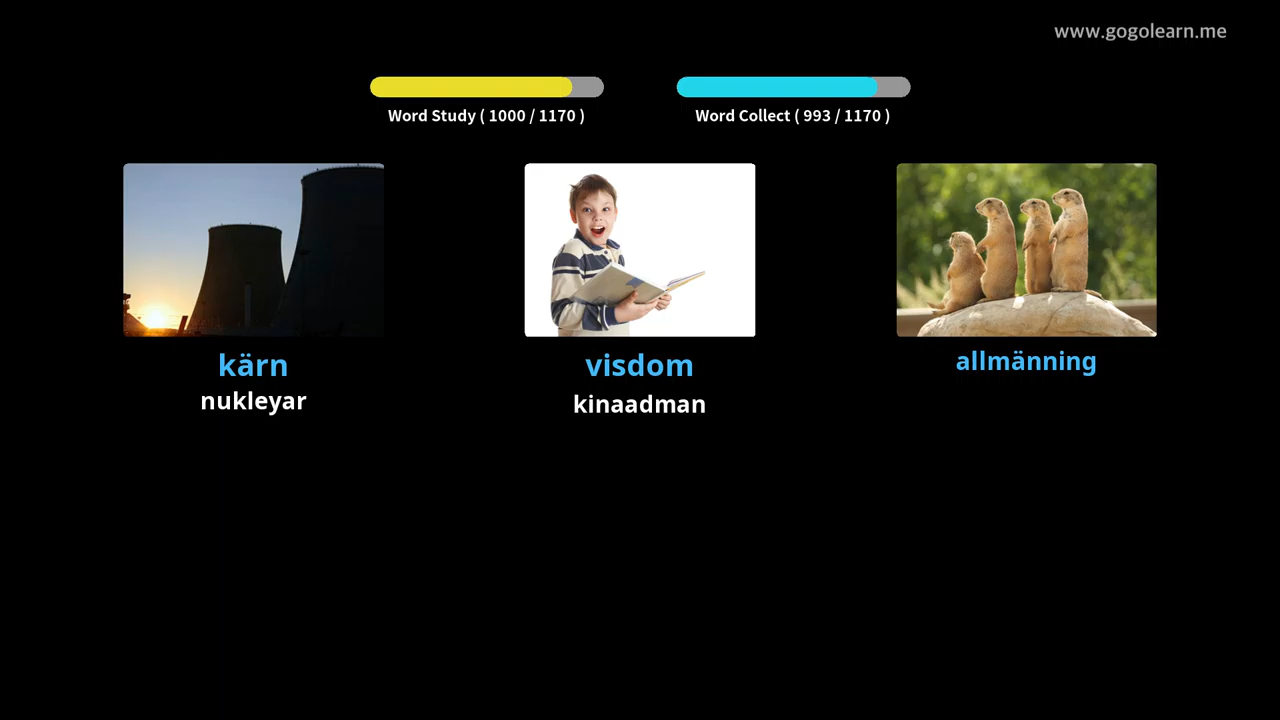 www.gogolearn.me
Word Study ( 1000 / 1170 )
Word Collect ( 993 / 1170 )
kärn
nukleyar
visdom
kinaadman
allmänning